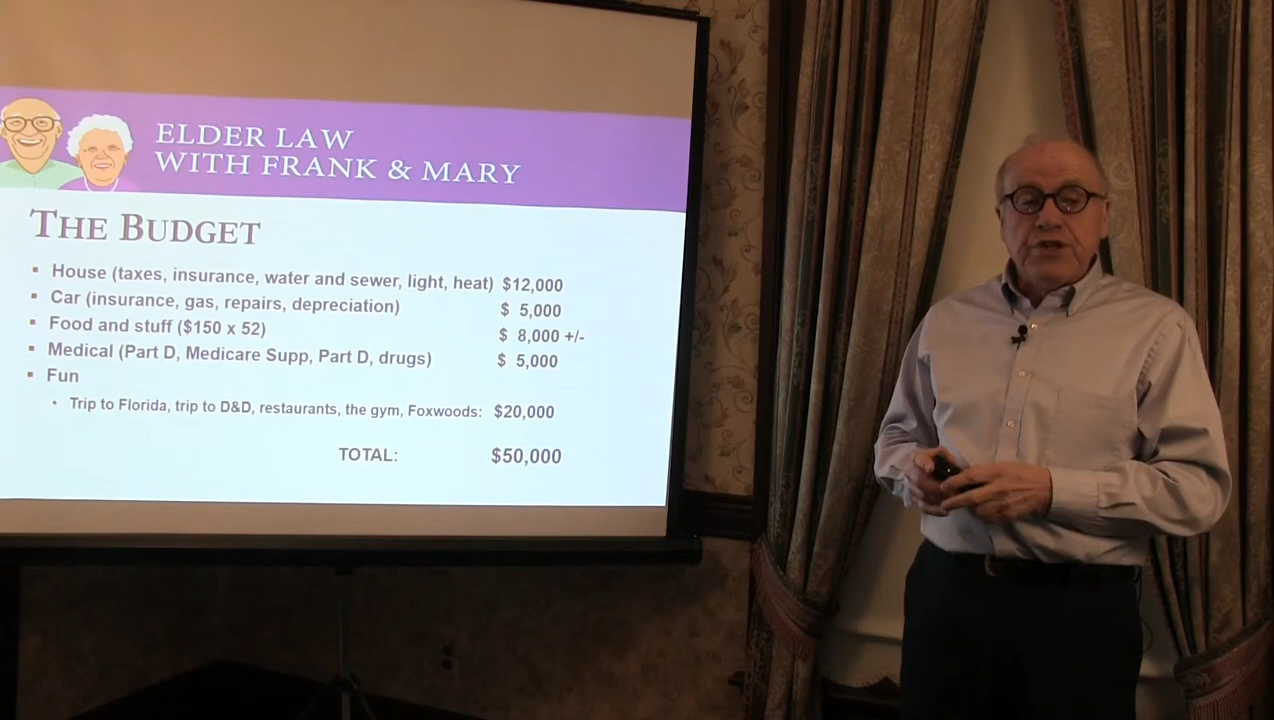 ELDER LAW
WITH FRANK & MARY
THE BUDGET
▪ House (taxes, insurance, water and sewer, light, heat) $12,000
▪ Car (insurance, gas, repairs, depreciation) $ 5,000
▪ Food and stuff ($150 x 52) $ 8,000 +/-
▪ Medical (Part D, Medicare Supp, Part D, drugs) $ 5,000
▪ Fun
• Trip to Florida, trip to D&D, restaurants, the gym, Foxwoods: $20,000
TOTAL: $50,000